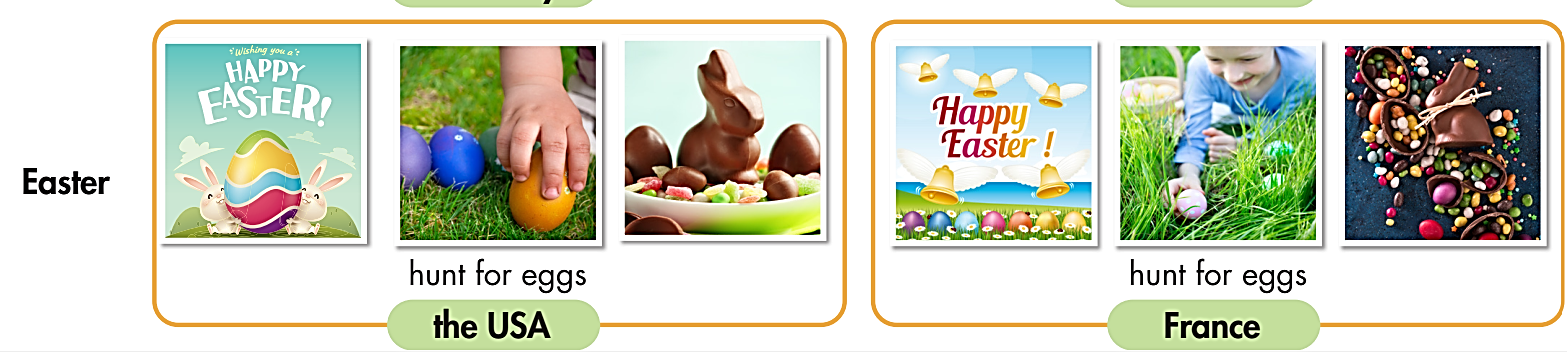 Easter
Wishing you a
HAPPY
EASTER!
hunt for eggs
the USA
Happy
Easter !
hunt for eggs
France